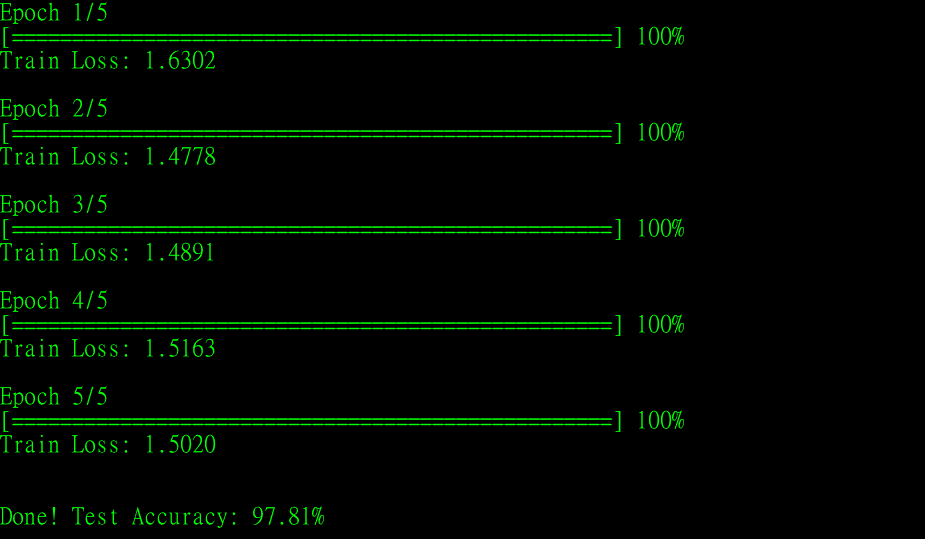 Epoch 1/5
[==================================================] 100%
Train Loss: 1.6302
Epoch 2/5
[==================================================] 100%
Train Loss: 1.4778
Epoch 3/5
[==================================================] 100%
Train Loss: 1.4891
Epoch 4/5
[==================================================] 100%
Train Loss: 1.5163
Epoch 5/5
[==================================================] 100%
Train Loss: 1.5020
Done! Test Accuracy: 97.81%